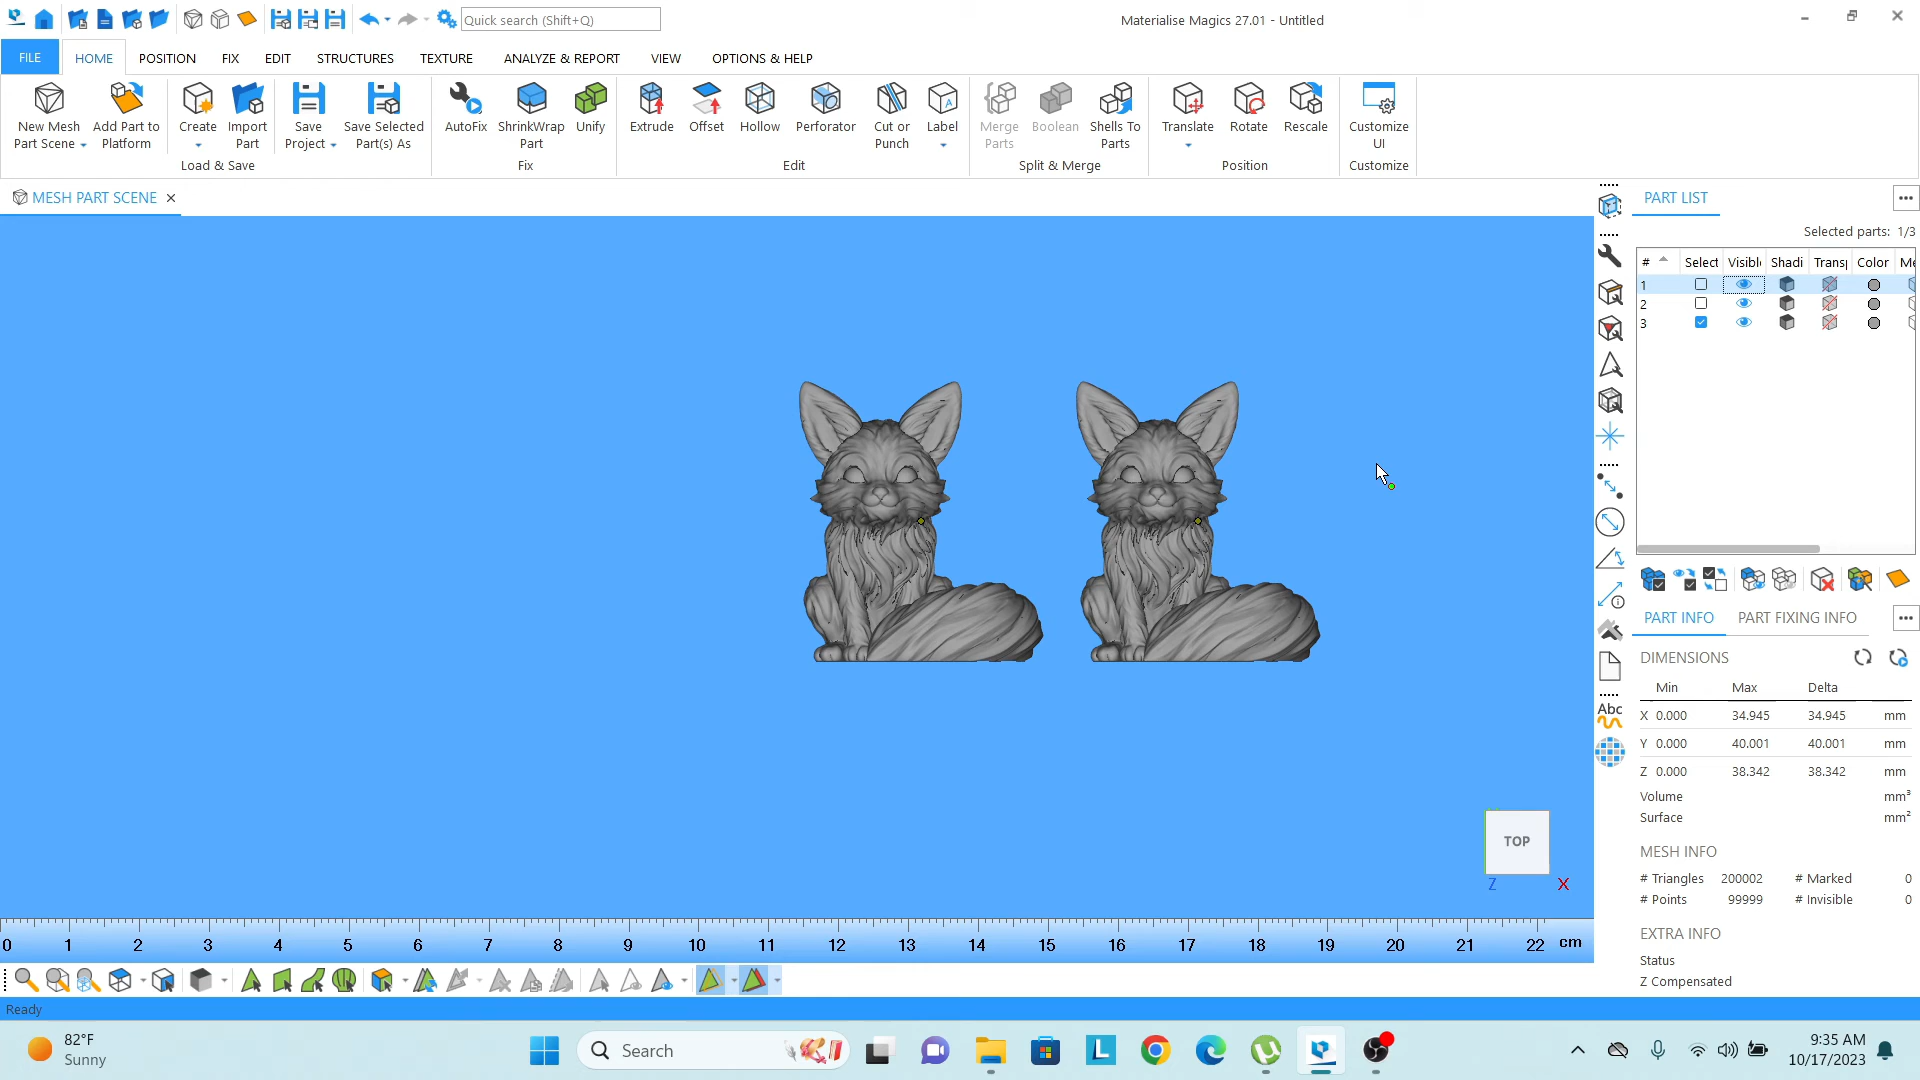 Quick search (Shift+Q)
Materialise Magics 27.01 - Untitled
FILE HOME POSITION FIX EDIT STRUCTURES TEXTURE ANALYZE & REPORT VIEW OPTIONS & HELP
New Mesh Part Scene
Add Part to Platform
Create
Import Part
Save Project
Save Selected Part(s) As
AutoFix
ShrinkWrap Part
Unify
Extrude
Offset
Hollow
Perforator
Cut or Punch
Label
Merge Parts
Boolean
Shells To Parts
Translate
Rotate
Rescale
Customize UI
Load & Save
Fix
Edit
Split & Merge
Position
Customize
MESH PART SCENE
PART LIST
Selected parts: 1/3
# Select Visibl Shadi Trans Color Me
1
2
3
Abc
PART INFO PART FIXING INFO
DIMENSIONS
Min Max Delta
X 0.000 34.945 34.945 mm
Y 0.000 40.001 40.001 mm
Z 0.000 38.342 38.342 mm
Volume mm³
Surface mm²
MESH INFO
# Triangles 200002 # Marked 0
# Points 99999 # Invisible 0
EXTRA INFO
Status
Z Compensated
TOP
Z X
0 1 2 3 4 5 6 7 8 9 10 11 12 13 14 15 16 17 18 19 20 21 22 cm
Ready
82°F
Sunny
Search
9:35 AM
10/17/2023